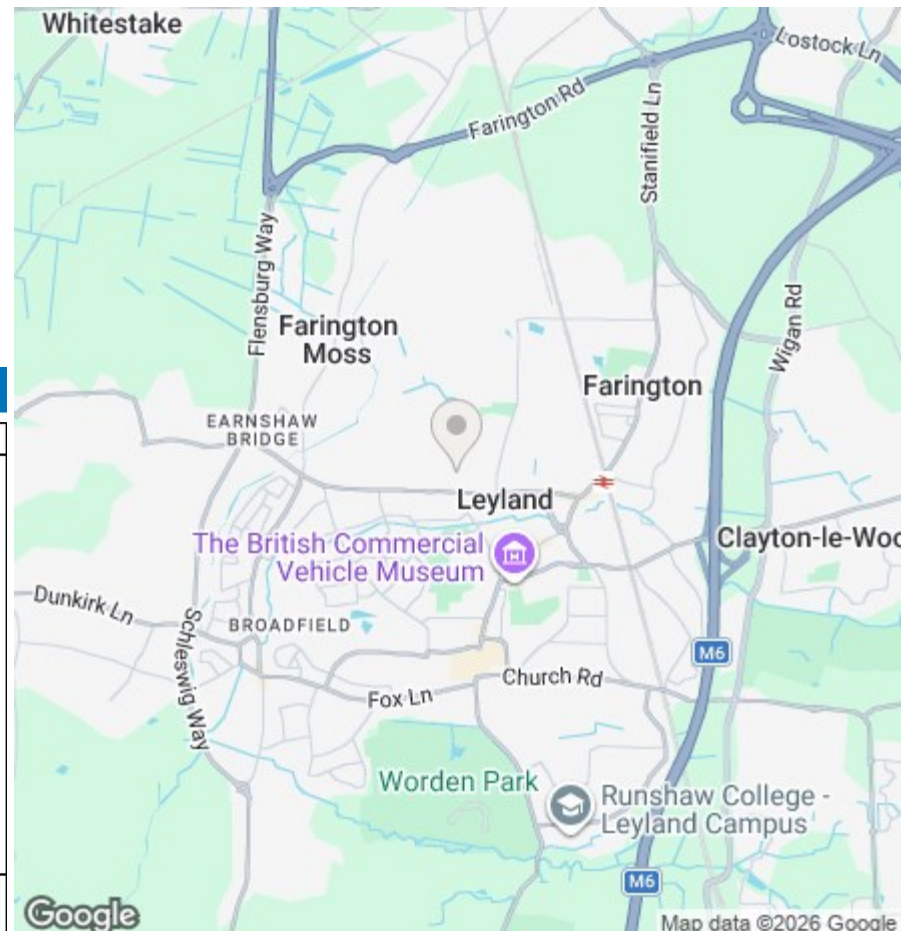 Whitestake
Lostock Ln
Farington Rd
Stanifield Ln
Flensburg Way
Wigan Rd
Farington
Moss
Farington
EARNSHAW
BRIDGE
Leyland
The British Commercial
Vehicle Museum
Clayton-le-Woo
Dunkirk Ln
BROADFIELD
Schleswig Way
M6
Church Rd
Fox Ln
Worden Park
Runshaw College -
Leyland Campus
M6
Google
Map data ©2026 Google